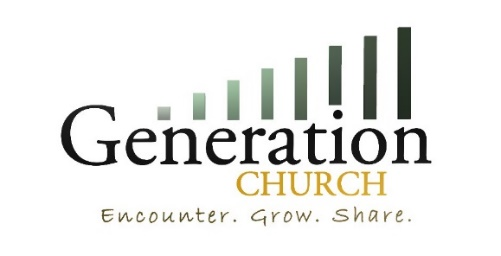 Generation
CHURCH
Encounter. Grow. Share.